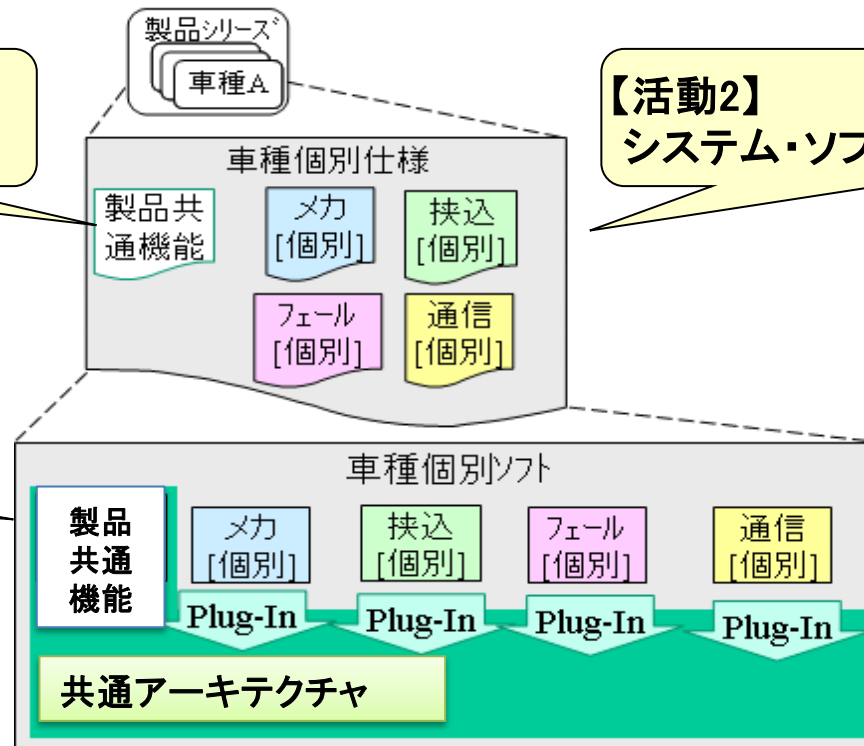 製品シリーズ
車種A
【活動2】
システム・ソフ
車種個別仕様
製品共
通機能
メカ
[個別]
挟込
[個別]
フェール
[個別]
通信
[個別]
車種個別ソフト
製品
共通
機能
メカ
[個別]
挟込
[個別]
フェール
[個別]
通信
[個別]
Plug-In
Plug-In
Plug-In
Plug-In
共通アーキテクチャ